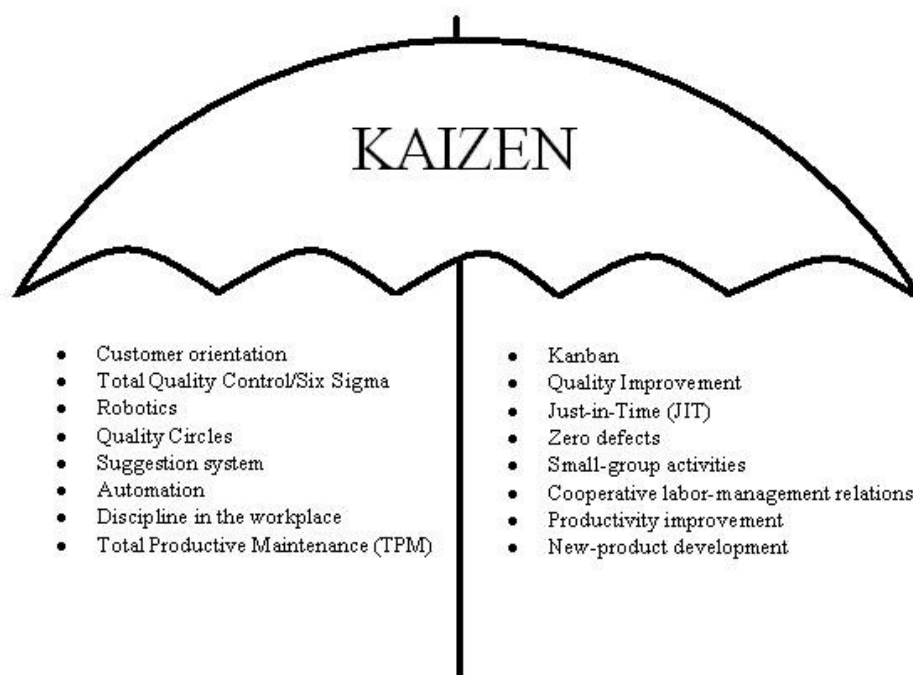 KAIZEN
Customer orientation
Total Quality Control/Six Sigma
Robotics
Quality Circles
Suggestion system
Automation
Discipline in the workplace
Total Productive Maintenance (TPM)
Kanban
Quality Improvement
Just-in-Time (JIT)
Zero defects
Small-group activities
Cooperative labor-management relations
Productivity improvement
New-product development